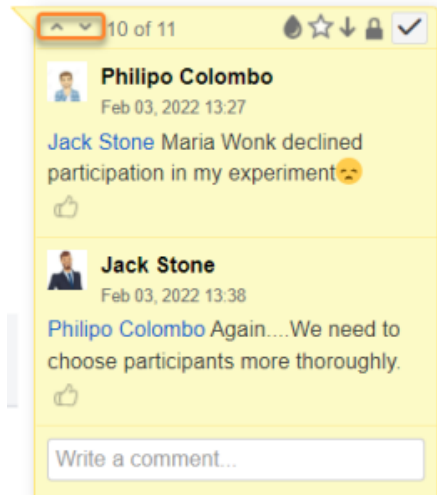 10 of 11
Philipo Colombo
Feb 03, 2022 13:27
Jack Stone Maria Wonk declined
participation in my experiment😞
Jack Stone
Feb 03, 2022 13:38
Philipo Colombo Again....We need to
choose participants more thoroughly.
Write a comment...